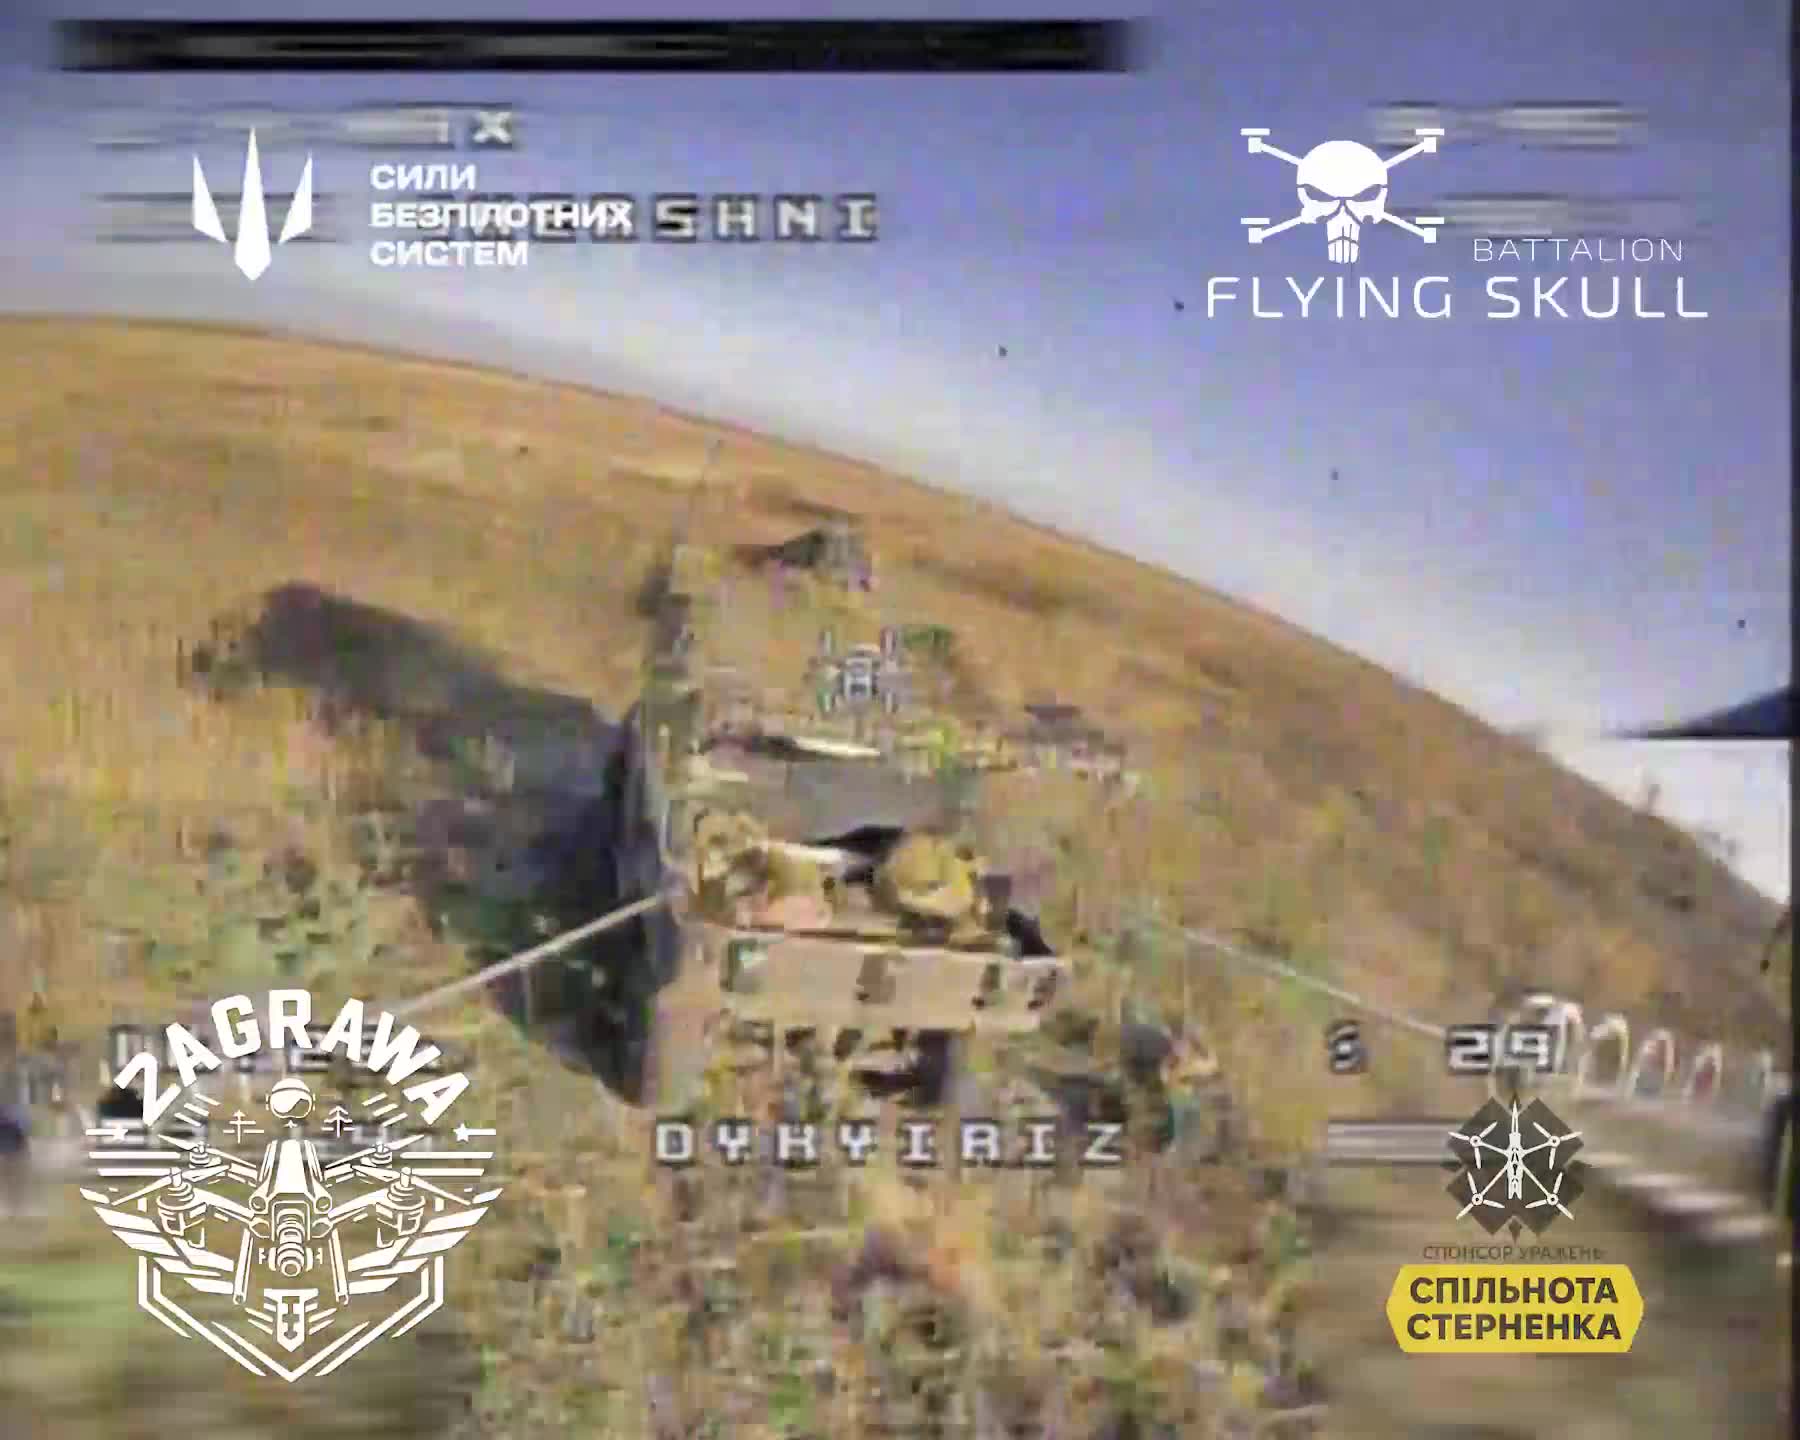 СИЛИ
БЕЗПІЛОТНИХ
СИСТЕМ
BATTALION
FLYING SKULL
ZAGRAWA
DYKYIRIZ
СПОНСОР УРАЖЕНЬ
СПІЛЬНОТА
СТЕРНЕНКА